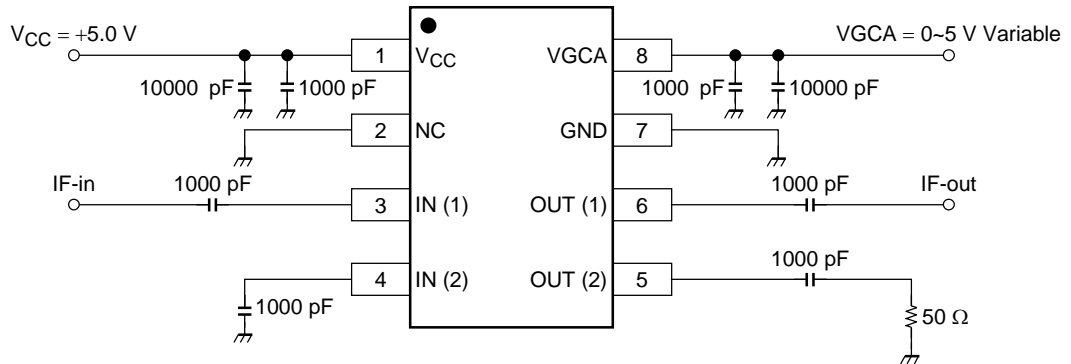 V_CC = +5.0 V
VGCA = 0~5 V Variable
1
V_CC
VGCA
8
10000 pF
1000 pF
1000 pF
10000 pF
2
NC
GND
7
IF-in
1000 pF
3
IN (1)
OUT (1)
6
1000 pF
IF-out
4
IN (2)
OUT (2)
5
1000 pF
1000 pF
50 Ω